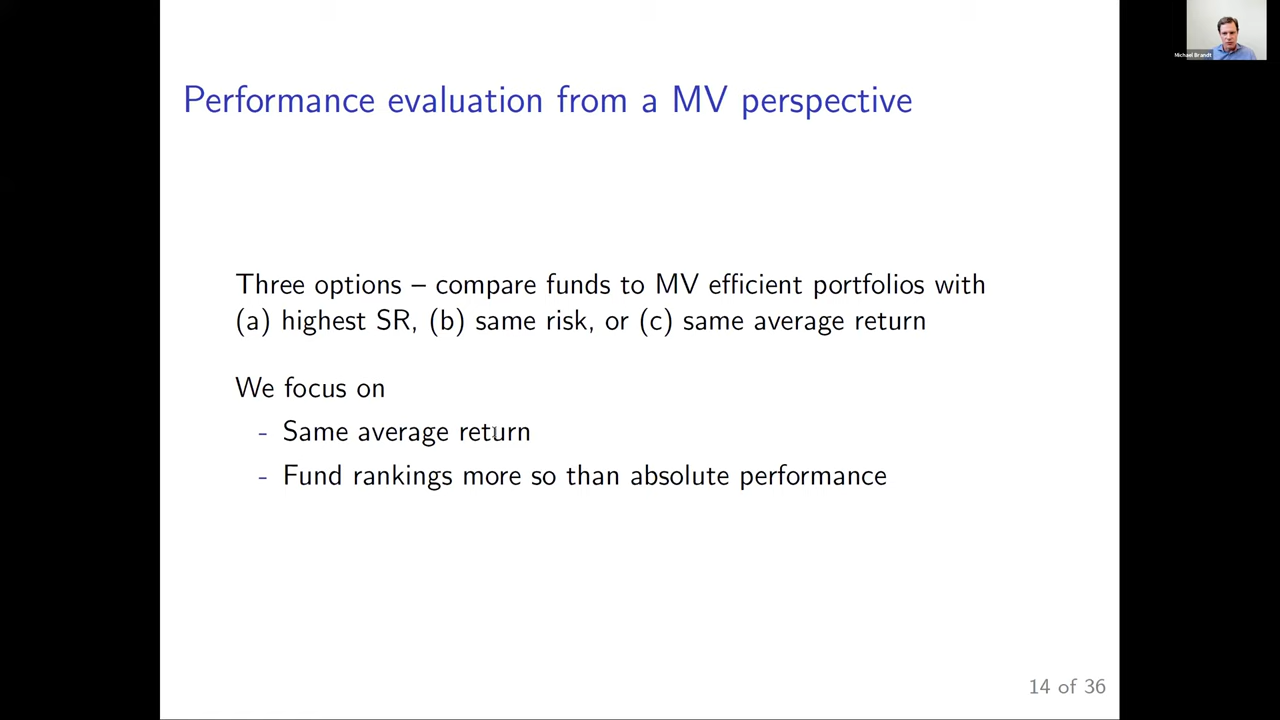 Michael Brandt
Performance evaluation from a MV perspective
Three options – compare funds to MV efficient portfolios with
(a) highest SR, (b) same risk, or (c) same average return
We focus on
- Same average return
- Fund rankings more so than absolute performance
14 of 36